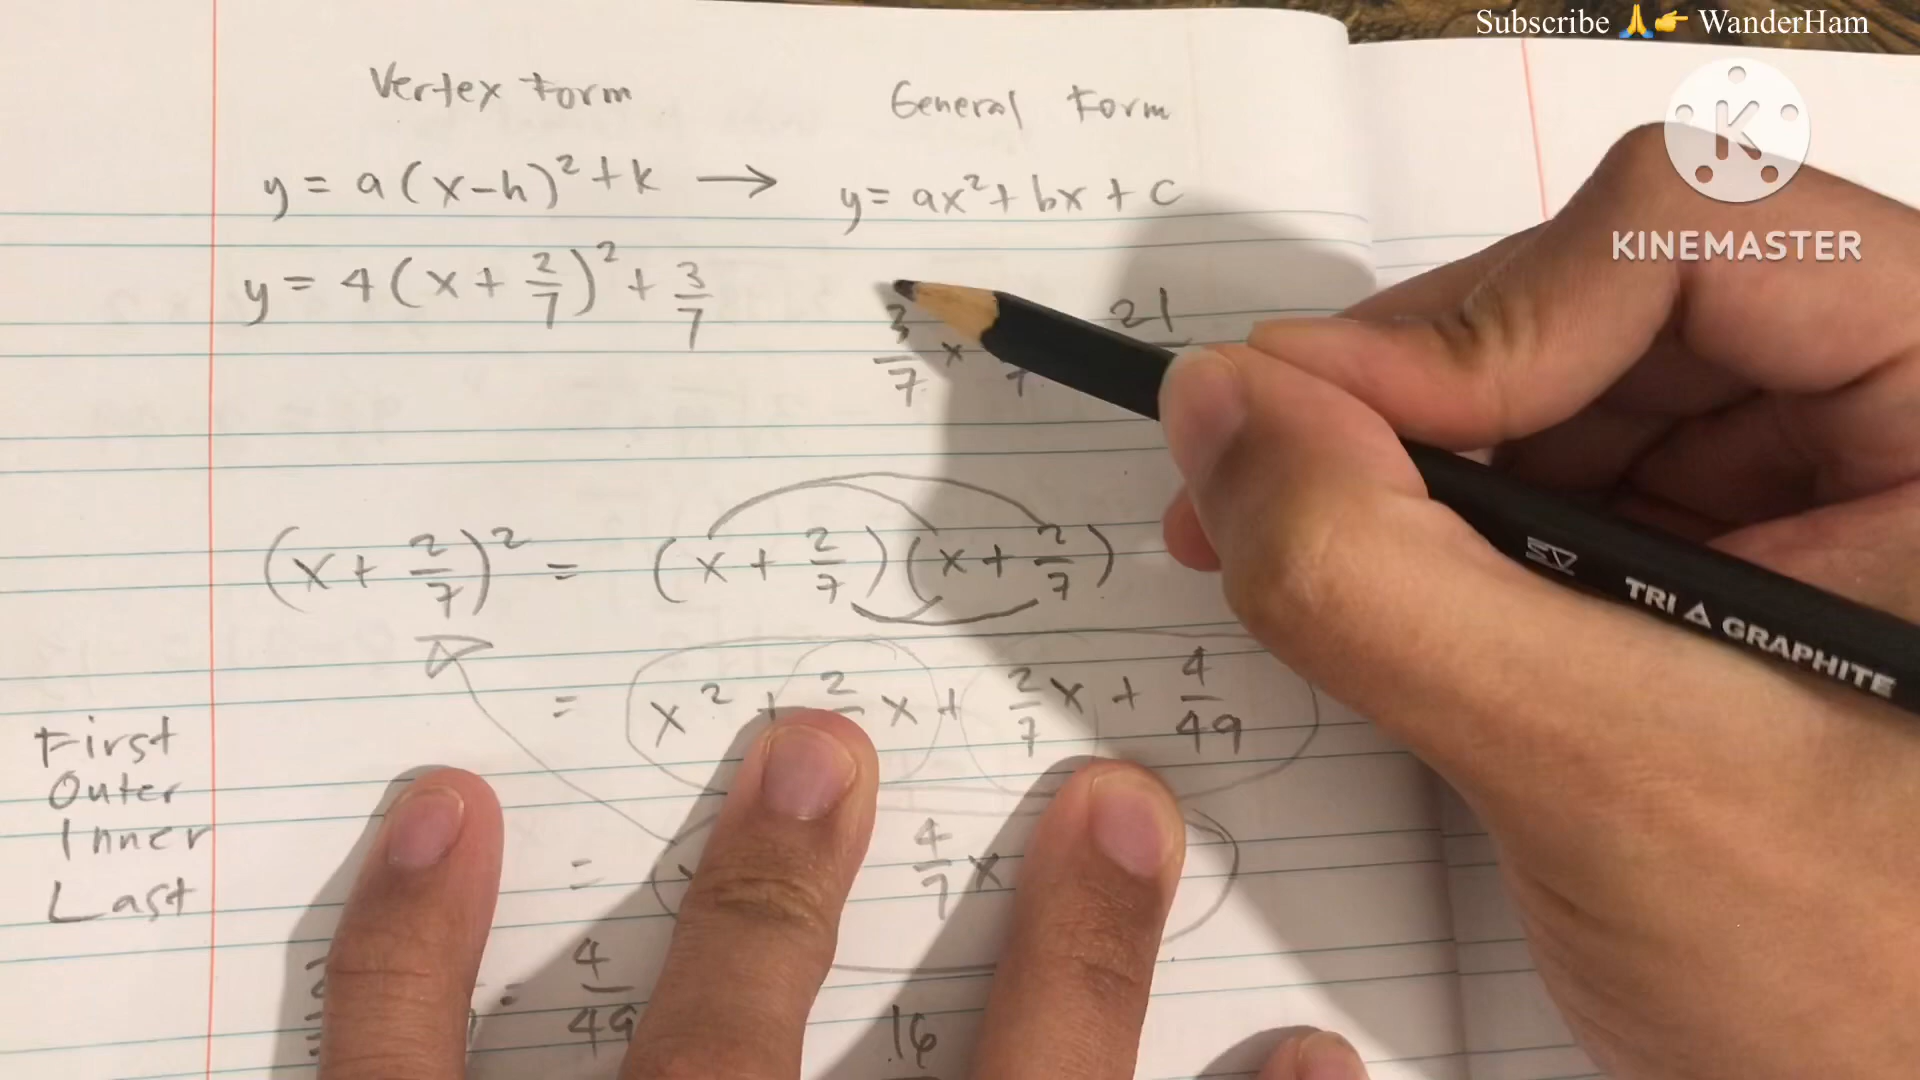 Subscribe 🙏👉 WanderHam
KINEMASTER
Vertex Form
General Form
y = a(x-h)² + k → y = ax² + bx + c
y = 4(x + 2/7)² + 3/7
3/7 × 7 21
(x + 2/7)² = (x + 2/7)(x + 2/7)
= x² + 2 x + 2/7 x + 4/49
First
Outer
Inner
Last
= 4/7 x
= 4/49
16
TRI GRAPHITE